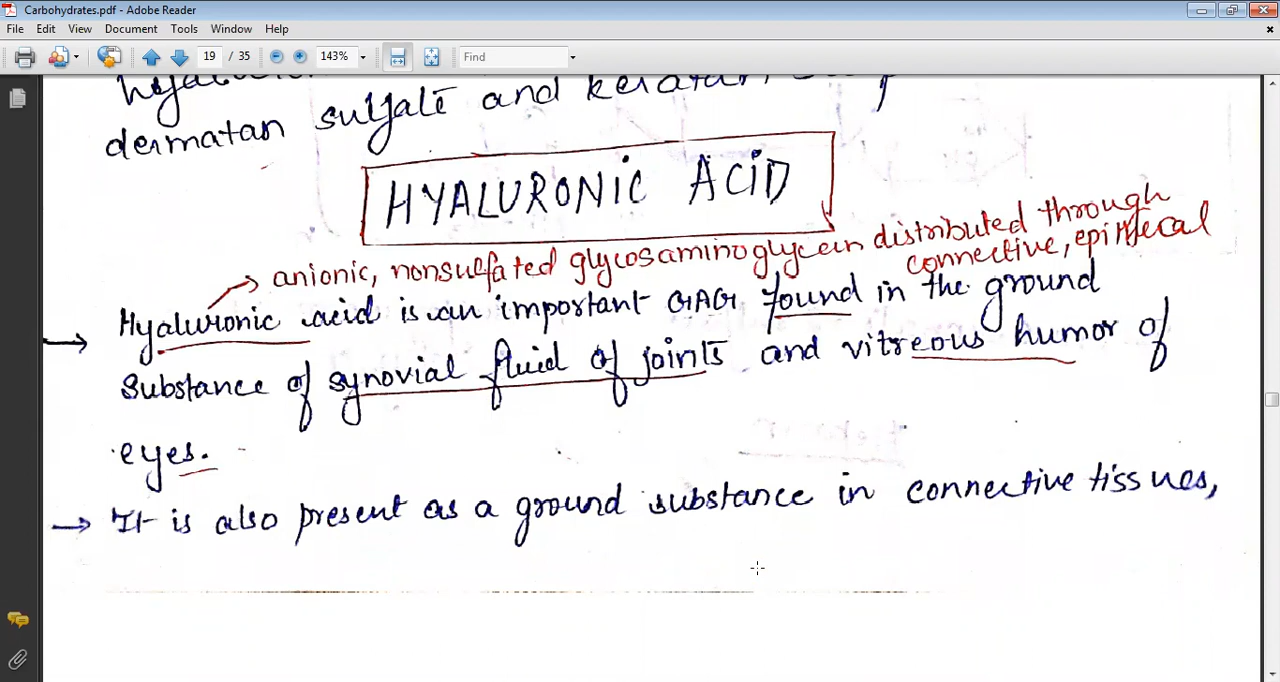 Carbohydrates.pdf - Adobe Reader
File Edit View Document Tools Window Help
19 / 35 143% Find
sulfate and keratan
dermatan
HYALURONIC ACID
anionic, nonsulfated glycosaminoglycan distributed through
connective, epithelial
→ Hyaluronic acid is an important GAG found in the ground
substance of synovial fluid of joints and vitreous humor of
eyes.
→ It is also present as a ground substance in connective tissues,